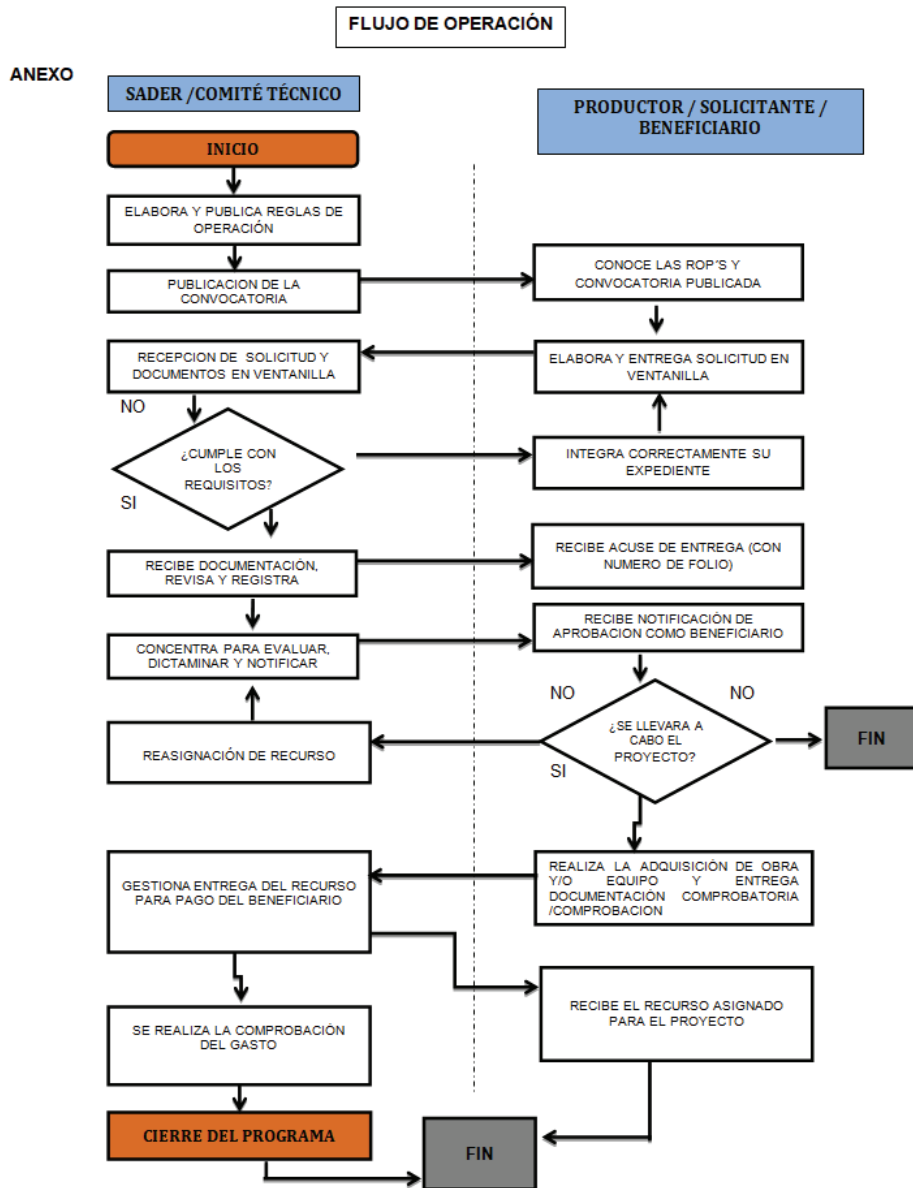 FLUJO DE OPERACIÓN
ANEXO
SADER /COMITÉ TÉCNICO
PRODUCTOR / SOLICITANTE /
BENEFICIARIO
INICIO
ELABORA Y PUBLICA REGLAS DE
OPERACIÓN
PUBLICACION DE LA
CONVOCATORIA
CONOCE LAS ROP´S Y
CONVOCATORIA PUBLICADA
RECEPCION DE SOLICITUD Y
DOCUMENTOS EN VENTANILLA
ELABORA Y ENTREGA SOLICITUD EN
VENTANILLA
NO
¿CUMPLE CON
LOS
REQUISITOS?
SI
INTEGRA CORRECTAMENTE SU
EXPEDIENTE
RECIBE DOCUMENTACIÓN,
REVISA Y REGISTRA
RECIBE ACUSE DE ENTREGA (CON
NUMERO DE FOLIO)
CONCENTRA PARA EVALUAR,
DICTAMINAR Y NOTIFICAR
RECIBE NOTIFICACIÓN DE
APROBACION COMO BENEFICIARIO
NO
NO
¿SE LLEVARA A
CABO EL
PROYECTO?
SI
FIN
REASIGNACIÓN DE RECURSO
GESTIONA ENTREGA DEL RECURSO
PARA PAGO DEL BENEFICIARIO
REALIZA LA ADQUISICIÓN DE OBRA
Y/O EQUIPO Y ENTREGA
DOCUMENTACIÓN COMPROBATORIA
/COMPROBACION
SE REALIZA LA COMPROBACIÓN
DEL GASTO
RECIBE EL RECURSO ASIGNADO
PARA EL PROYECTO
CIERRE DEL PROGRAMA
FIN